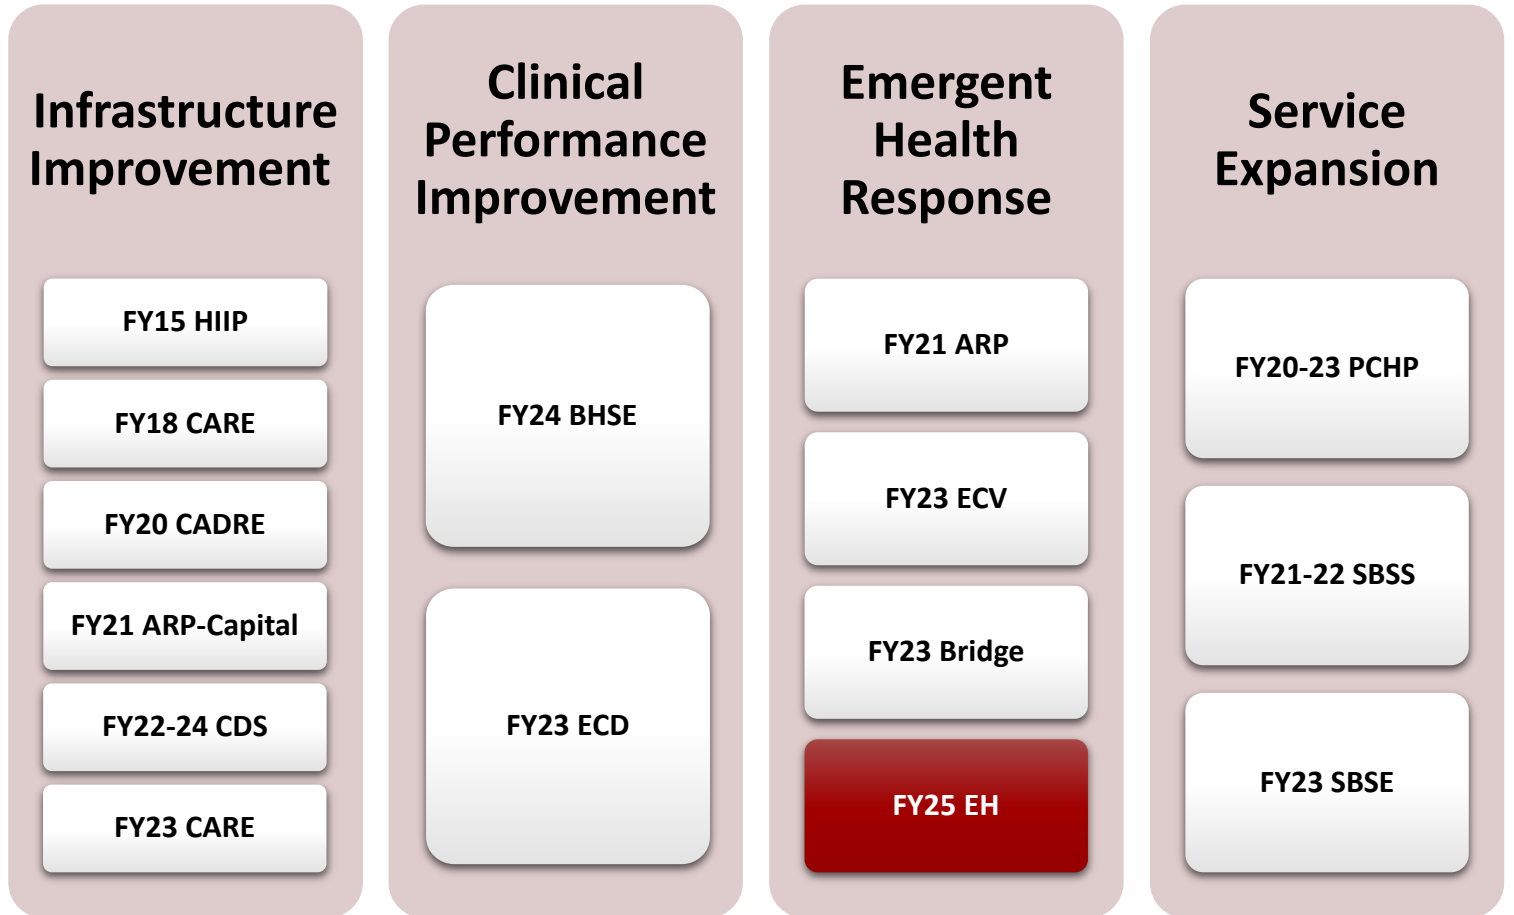 Infrastructure
Improvement
FY15 HIIP
FY18 CARE
FY20 CADRE
FY21 ARP-Capital
FY22-24 CDS
FY23 CARE
Clinical
Performance
Improvement
FY24 BHSE
FY23 ECD
Emergent
Health
Response
FY21 ARP
FY23 ECV
FY23 Bridge
FY25 EH
Service
Expansion
FY20-23 PCHP
FY21-22 SBSS
FY23 SBSE